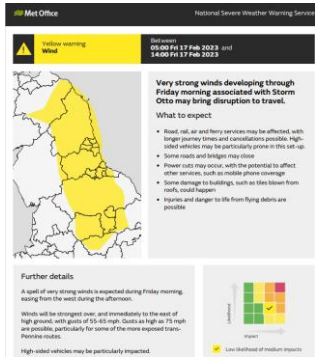 Met Office
National Severe Weather Warning Service
Yellow warning
Wind
Between
05:00 Fri 17 Feb 2023 and
14:00 Fri 17 Feb 2023
Very strong winds developing through
Friday morning associated with Storm
Otto may bring disruption to travel.
What to expect
Road, rail, air and ferry services may be affected, with
longer journey times and cancellations possible. High-
sided vehicles may be particularly prone in this set-up.
Some roads and bridges may close
Power cuts may occur, with the potential to affect
other services, such as mobile phone coverage
Some damage to buildings, such as tiles blown from
roofs, could happen
Injuries and danger to life from flying debris are
possible
Further details
A spell of very strong winds is expected during Friday morning,
easing from the west during the afternoon.
Winds will be strongest over, and immediately to the east of
high ground, with gusts of 55-65 mph. Gusts as high as 75 mph
are possible, particularly for some of the more exposed trans-
Pennine routes.
High-sided vehicles may be particularly impacted.
Likelihood
Impact
Low likelihood of medium impacts